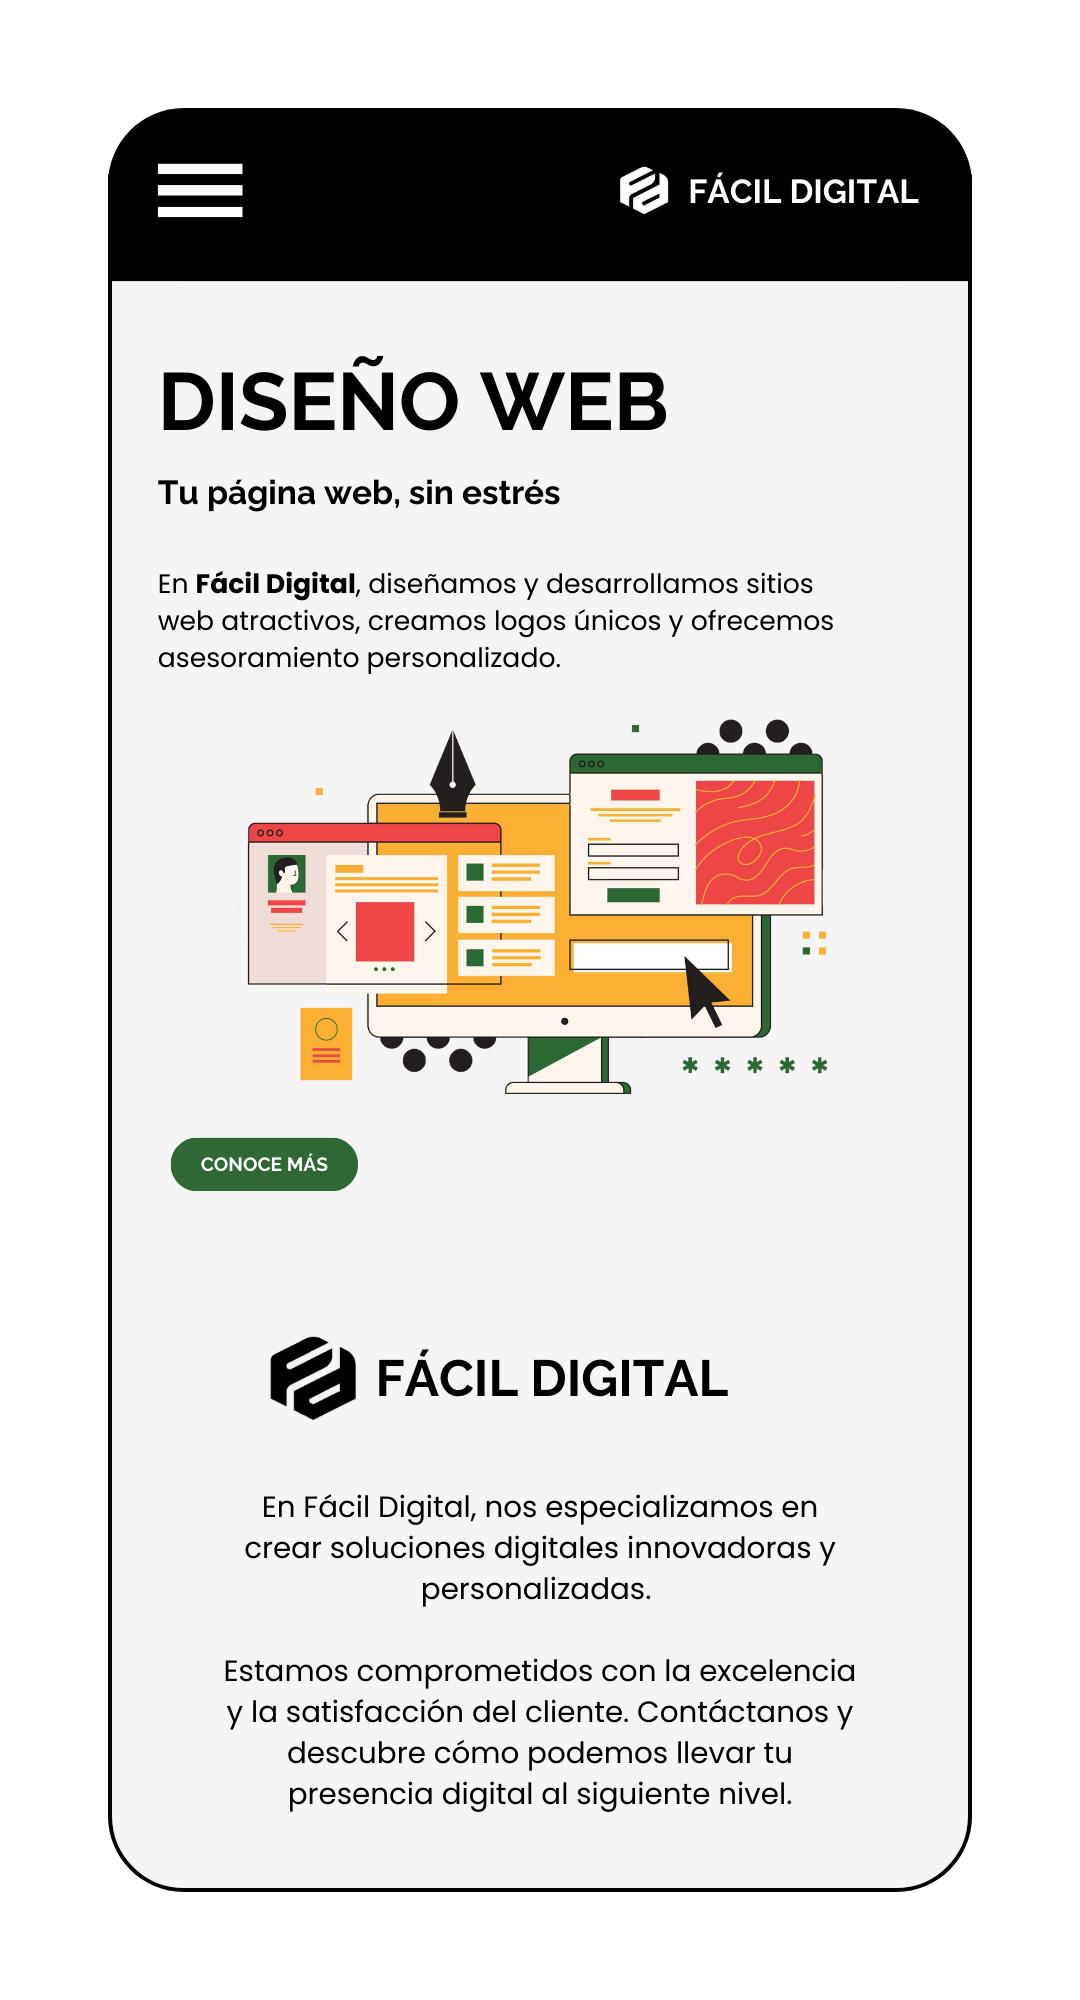 FÁCIL DIGITAL
DISEÑO WEB
Tu página web, sin estrés
En Fácil Digital, diseñamos y desarrollamos sitios
web atractivos, creamos logos únicos y ofrecemos
asesoramiento personalizado.
CONOCE MÁS
FÁCIL DIGITAL
En Fácil Digital, nos especializamos en
crear soluciones digitales innovadoras y
personalizadas.
Estamos comprometidos con la excelencia
y la satisfacción del cliente. Contáctanos y
descubre cómo podemos llevar tu
presencia digital al siguiente nivel.